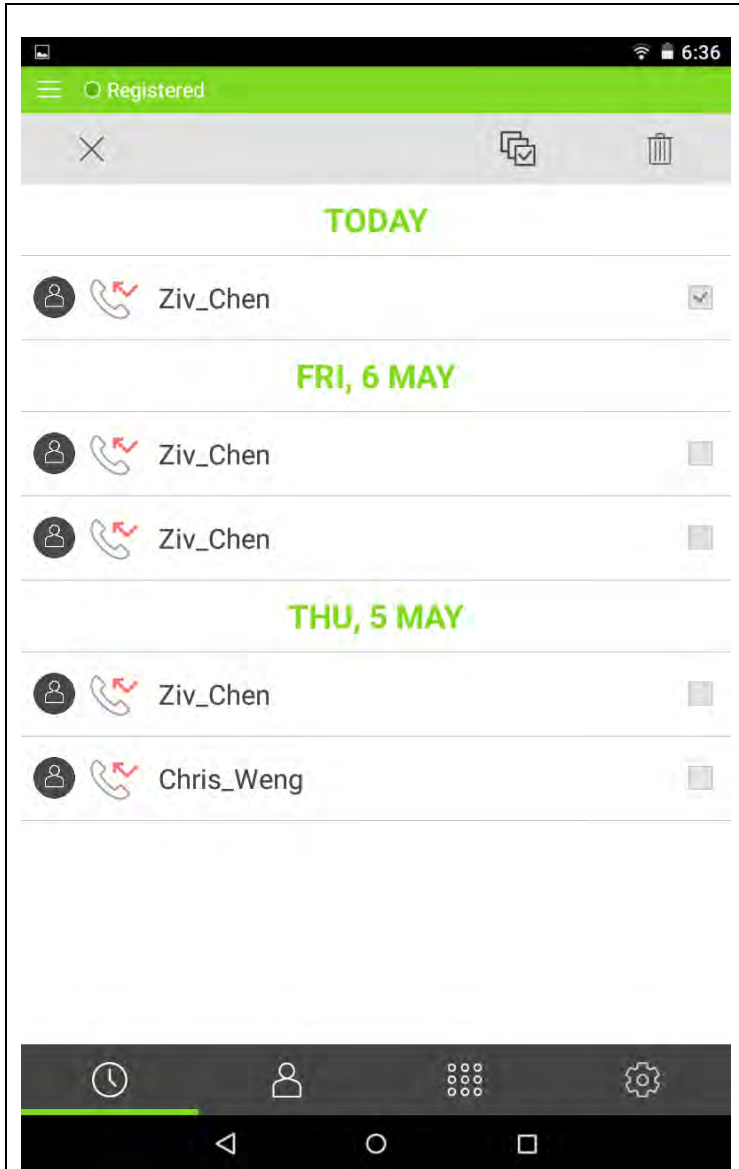 6:36
Registered
TODAY
Ziv_Chen
FRI, 6 MAY
Ziv_Chen
Ziv_Chen
THU, 5 MAY
Ziv_Chen
Chris_Weng